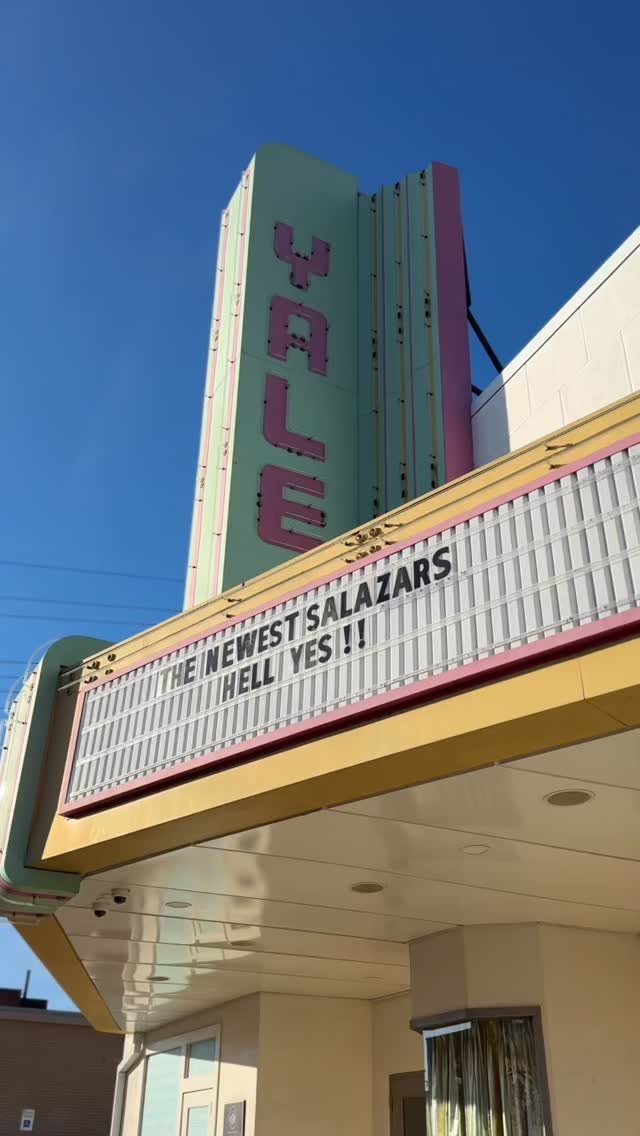 YALE
THE NEWEST SALAZARS
HELL YES !!